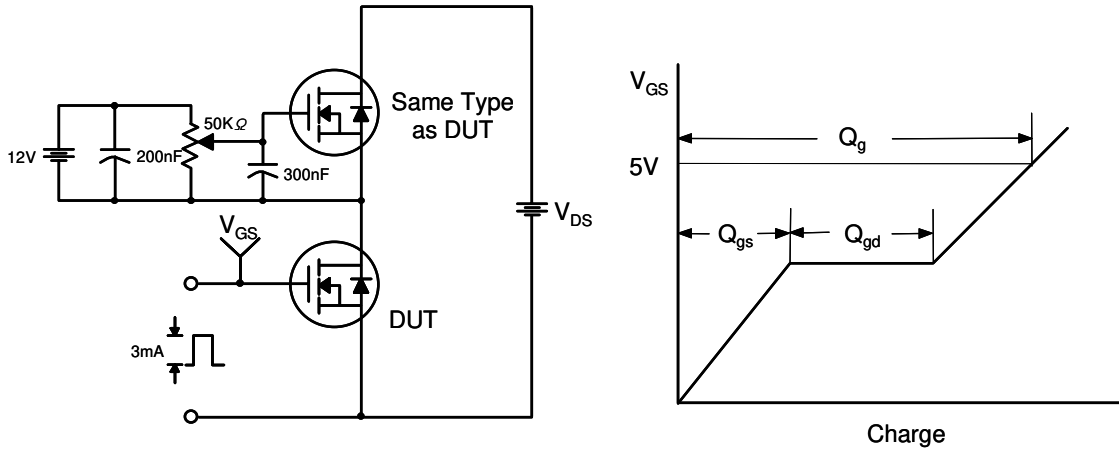 Same Type
as DUT
50KΩ
12V
200nF
300nF
V_GS
V_DS
DUT
3mA
V_GS
Q_g
5V
Q_gs
Q_gd
Charge